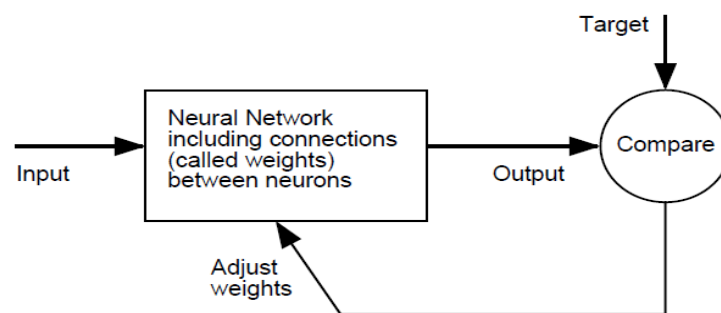 Target
Neural Network
including connections
(called weights)
between neurons
Compare
Input
Output
Adjust
weights